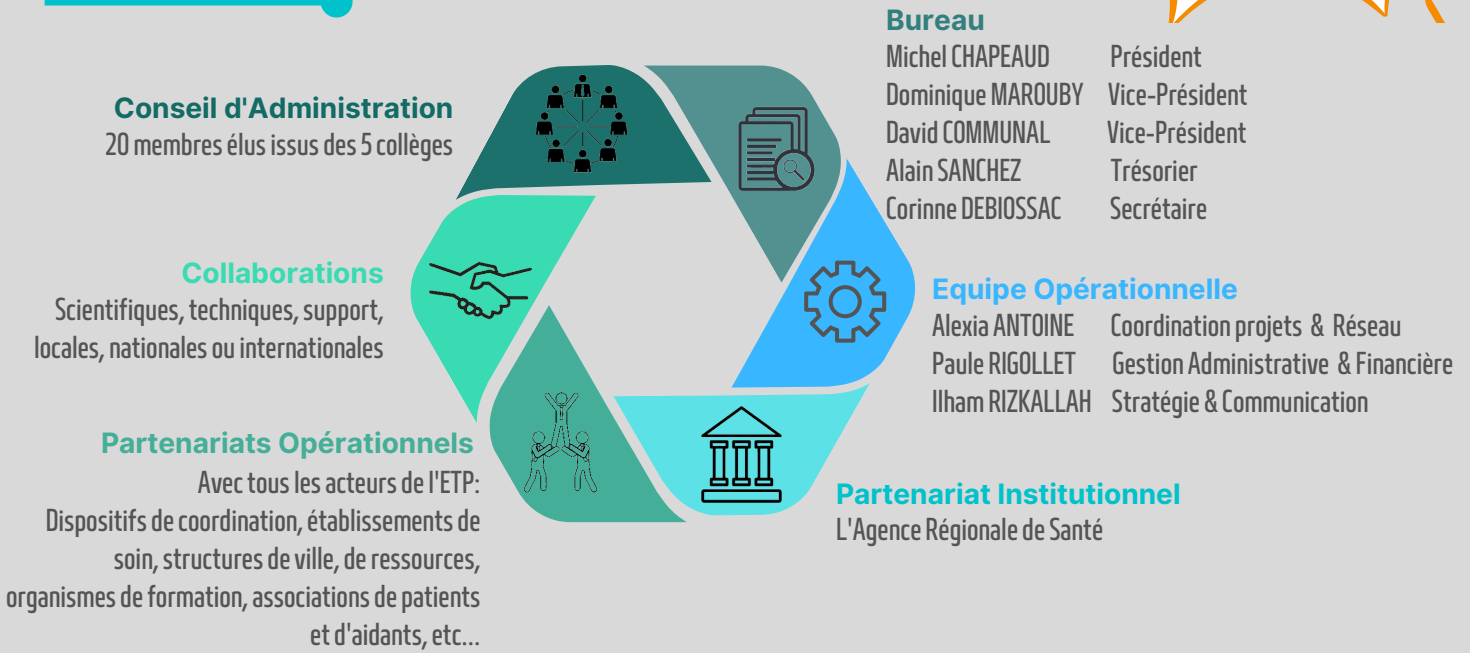 Conseil d'Administration
20 membres élus issus des 5 collèges
Collaborations
Scientifiques, techniques, support,
locales, nationales ou internationales
Partenariats Opérationnels
Avec tous les acteurs de l'ETP:
Dispositifs de coordination, établissements de
soin, structures de ville, de ressources,
organismes de formation, associations de patients
et d'aidants, etc...
Bureau
Michel CHAPEAUD Président
Dominique MAROUBY Vice-Président
David COMMUNAL Vice-Président
Alain SANCHEZ Trésorier
Corinne DEBIOSSAC Secrétaire
Equipe Opérationnelle
Alexia ANTOINE Coordination projets & Réseau
Paule RIGOLLET Gestion Administrative & Financière
Ilham RIZKALLAH Stratégie & Communication
Partenariat Institutionnel
L'Agence Régionale de Santé